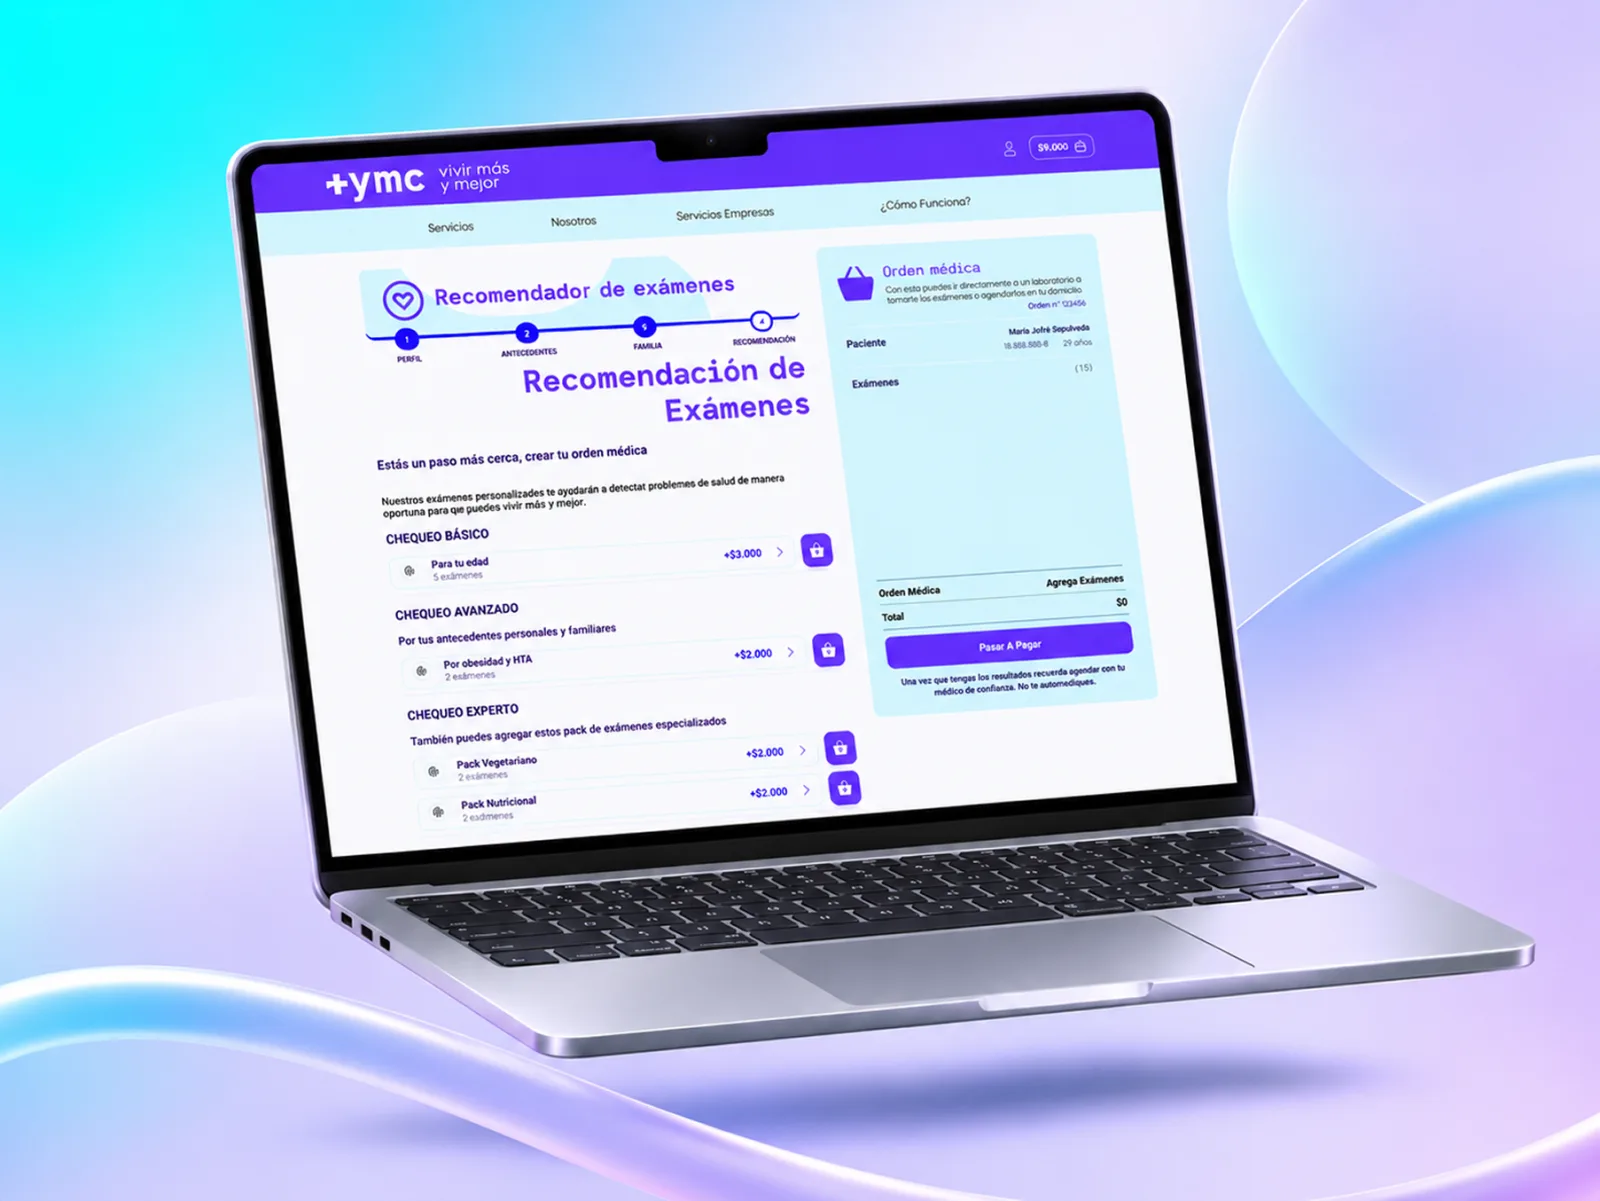 +ymc vivir más
y mejor
$9.000
Servicios
Nosotros
Servicios Empresas
¿Cómo Funciona?
Recomendador de exámenes
1
2
4
PERFIL
ANTECEDENTES
FAMILIA
RECOMENDACIÓN
Recomendación de
Exámenes
Estás un paso más cerca, crear tu orden médica
Nuestros exámenes personalizades te ayodarán a detectat problemes de salud de manera
oportuna para qe puedes vivir más y mejor.
CHEQUEO BÁSICO
Para tu edad
5 exámenes
+$3.000
CHEQUEO AVANZADO
Por tus antecedentes personales y familiares
Por obesidad y HTA
2 exámenes
+$2.000
CHEQUEO EXPERTO
También puedes agregar estos pack de exámenes especializados
Pack Vegetariano
2 exámenes
+$2.000
Pack Nutricional
+$2.000
Orden médica
Con esta puedes ir directamente a un laboratorio a
tomarte los exámenes o agendarlos en tu domicilio
Orden n° 123456
Paciente
María Jofré Sepulveda
18.888.888-8 29 años
Exámenes
(15)
Orden Médica
Agrega Exámenes
Total
$0
Pasar A Pagar
Una vez que tengas los resultados recuerda agendar con tu
médico de confianza. No te automediques.